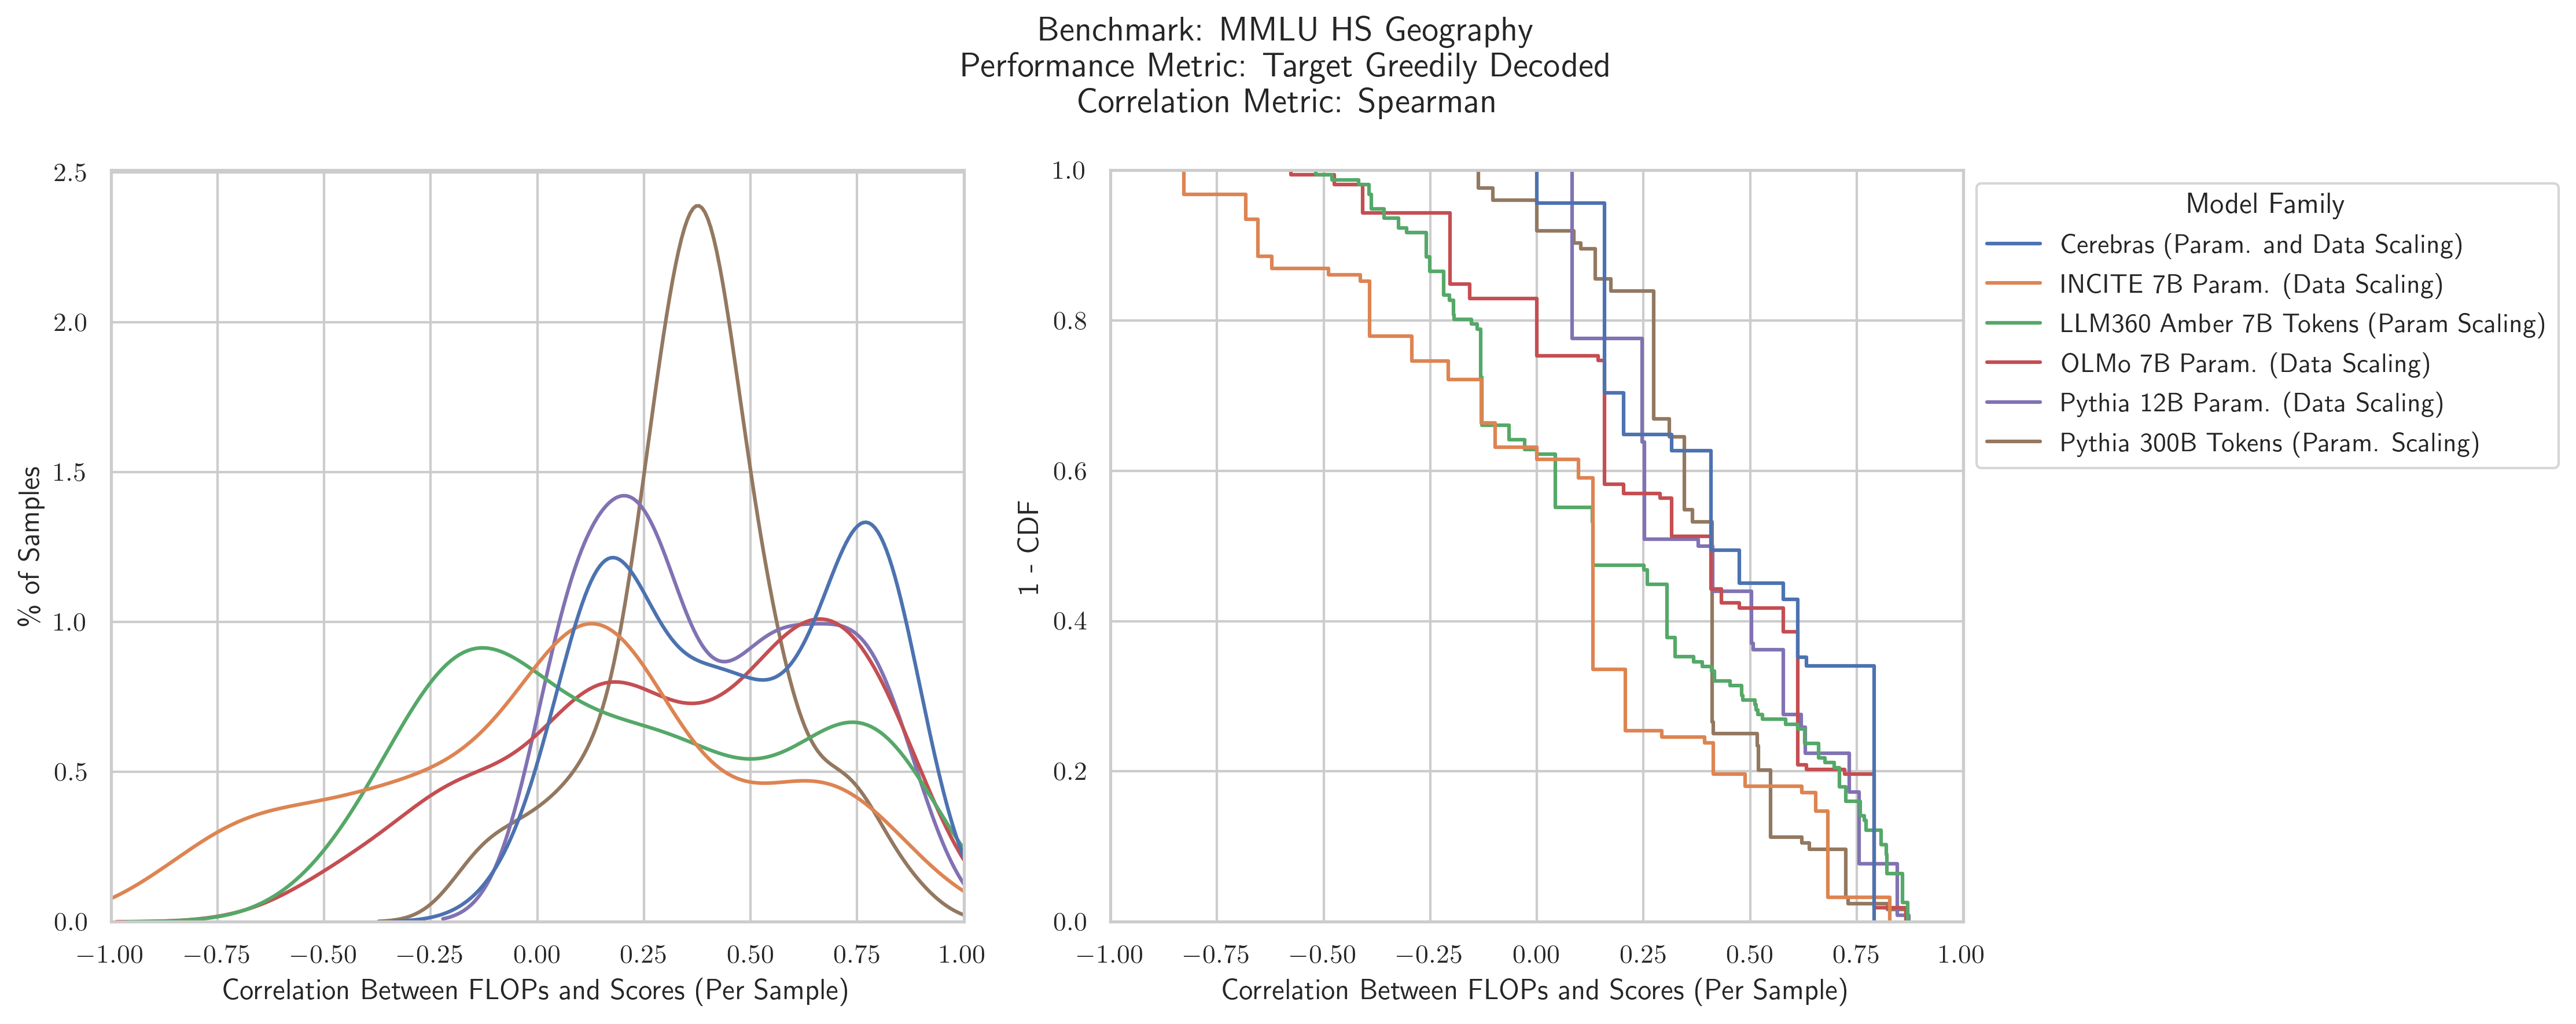 Benchmark: MMLU HS Geography
Performance Metric: Target Greedily Decoded
Correlation Metric: Spearman
% of Samples
2.5
2.0
1.5
1.0
0.5
0.0
−1.00 −0.75 −0.50 −0.25 0.00 0.25 0.50 0.75 1.00
Correlation Between FLOPs and Scores (Per Sample)
1 - CDF
1.0
0.8
0.6
0.4
0.2
0.0
−1.00 −0.75 −0.50 −0.25 0.00 0.25 0.50 0.75 1.00
Correlation Between FLOPs and Scores (Per Sample)
Model Family
Cerebras (Param. and Data Scaling)
INCITE 7B Param. (Data Scaling)
LLM360 Amber 7B Tokens (Param Scaling)
OLMo 7B Param. (Data Scaling)
Pythia 12B Param. (Data Scaling)
Pythia 300B Tokens (Param. Scaling)